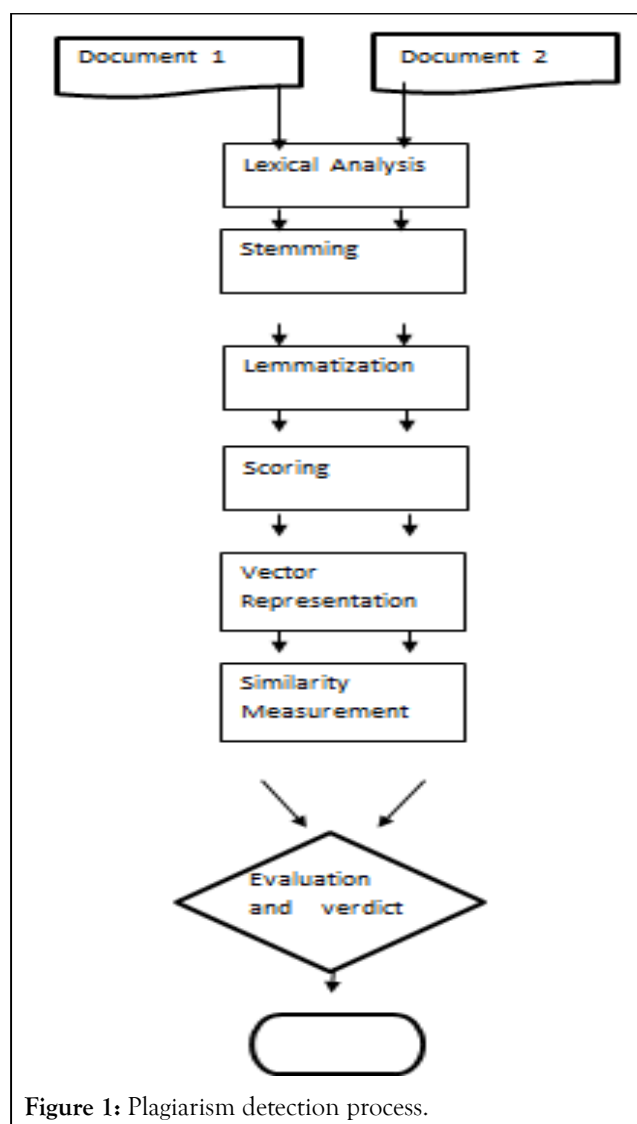 Document 1
Document 2
Lexical Analysis
Stemming
Lemmatization
Scoring
Vector
Representation
Similarity
Measurement
Evaluation
and verdict
Figure 1: Plagiarism detection process.